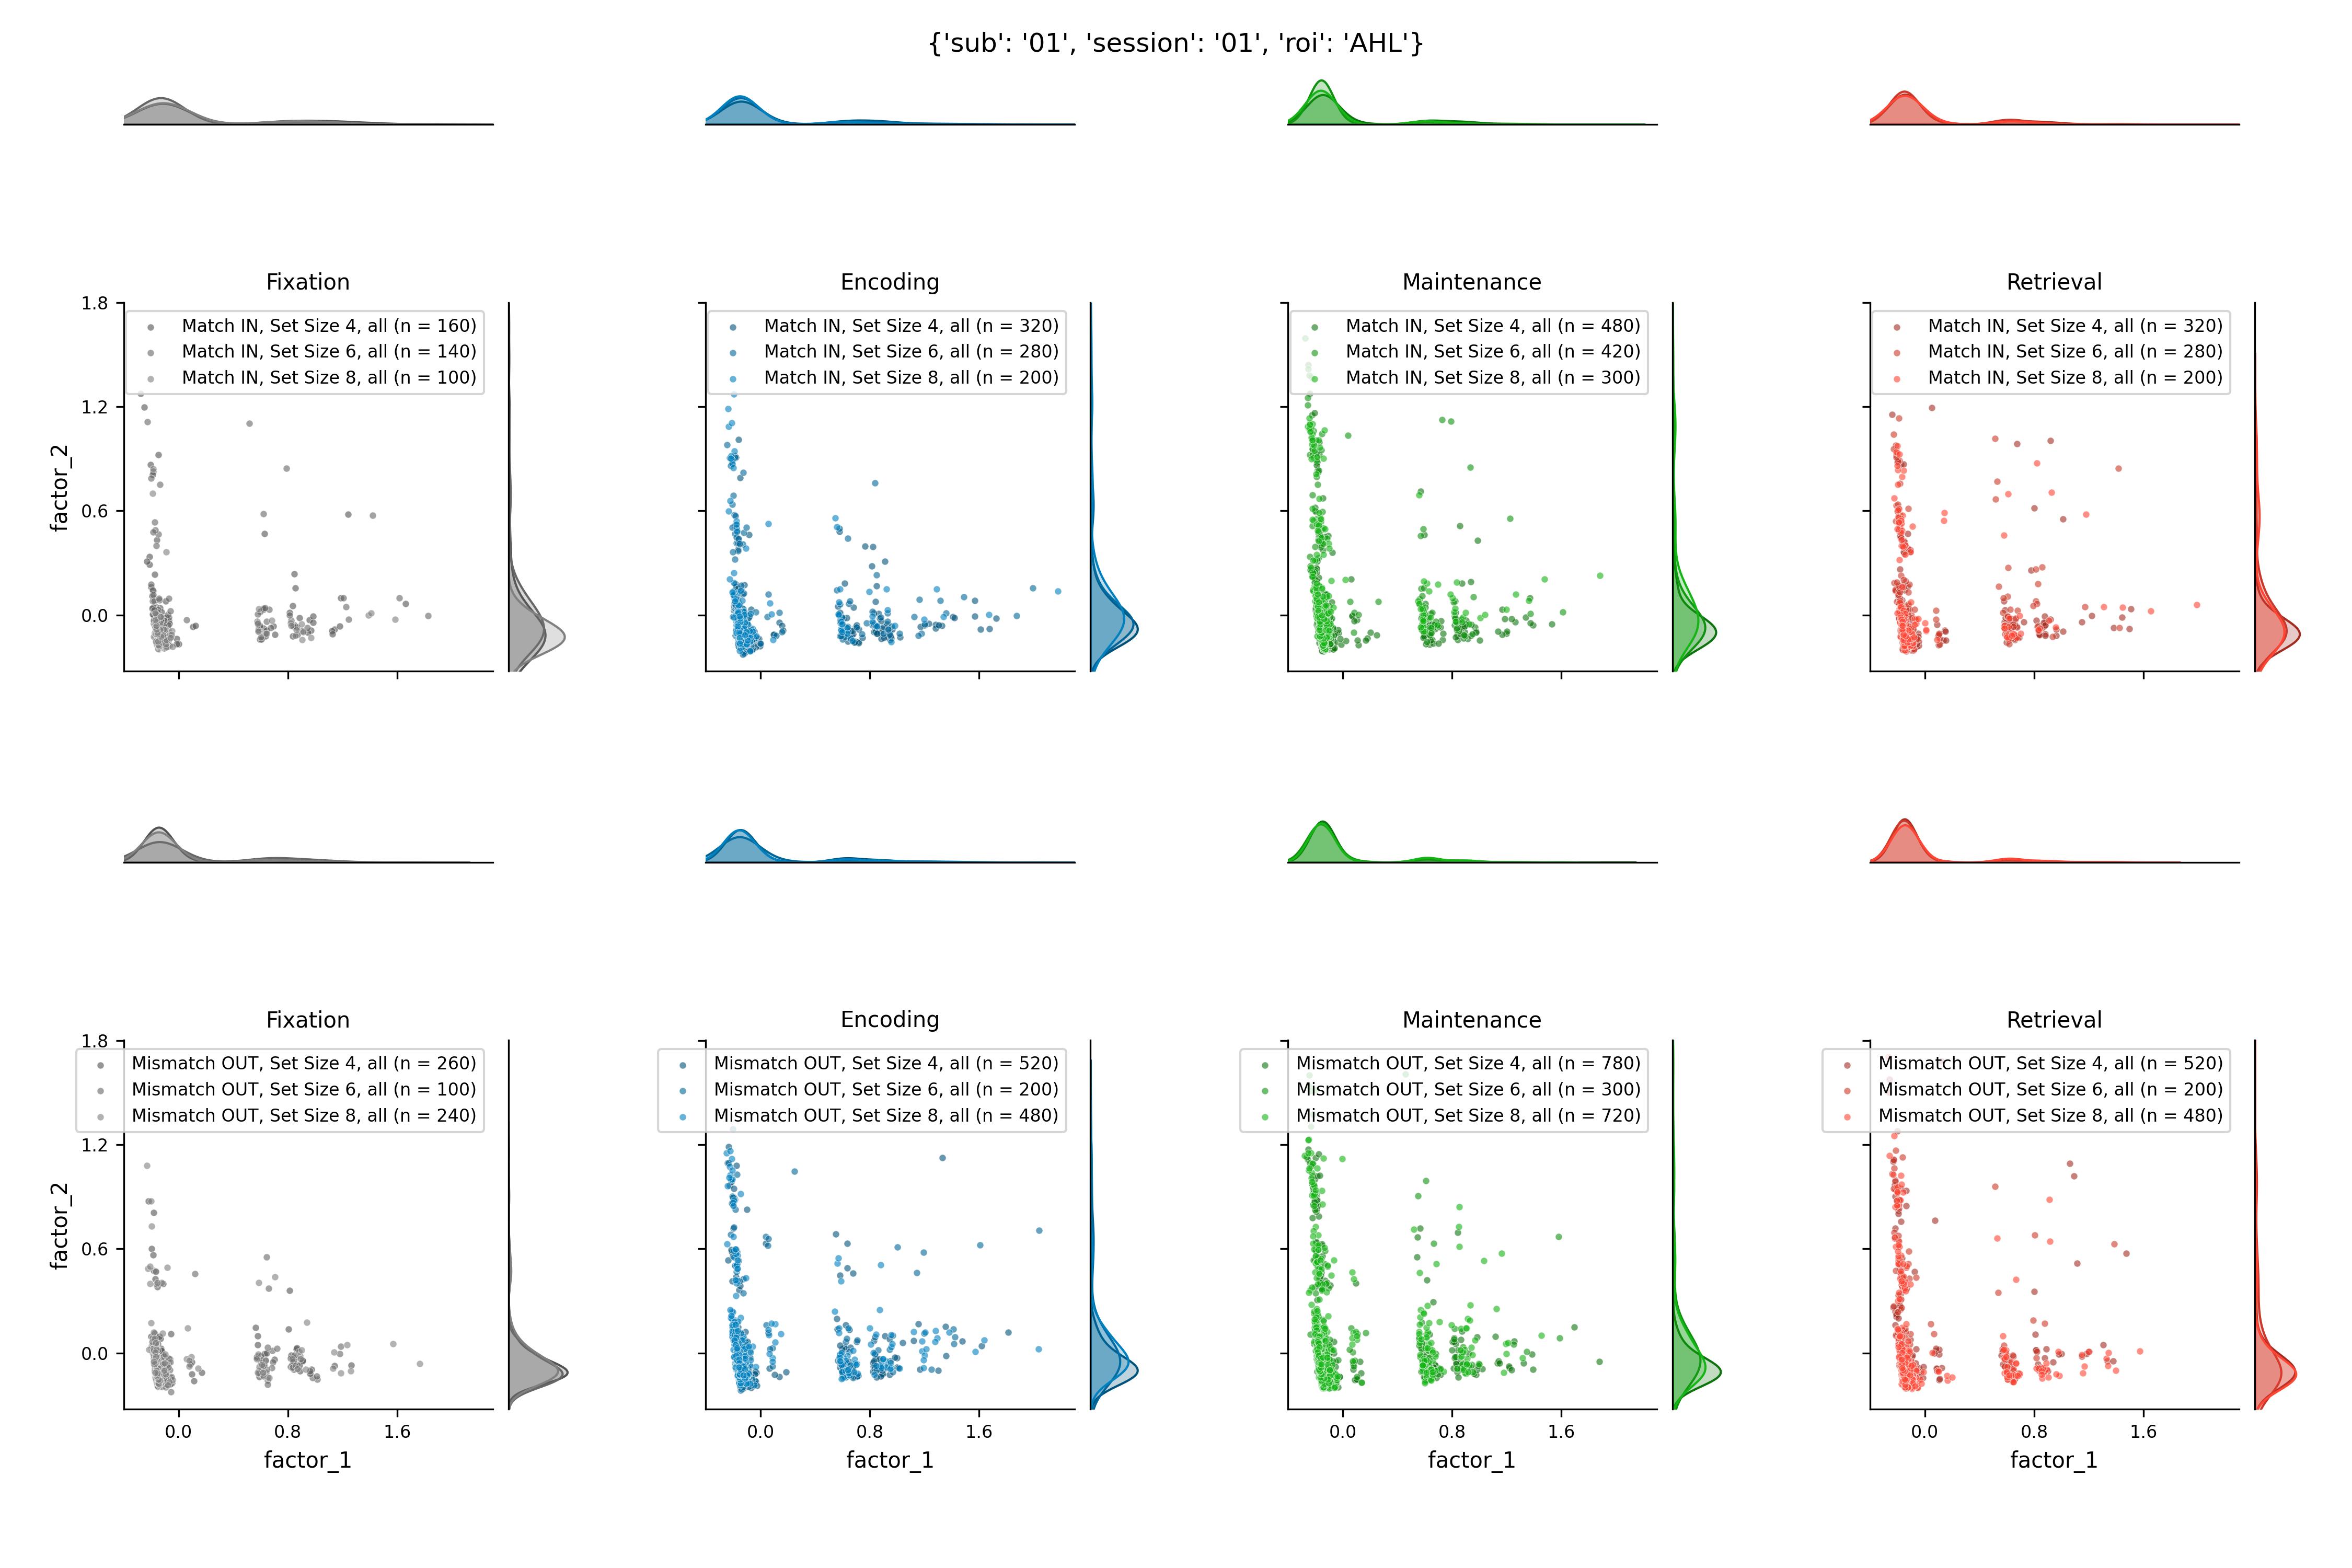 {'sub': '01', 'session': '01', 'roi': 'AHL'}
Fixation
Encoding
Maintenance
Retrieval
1.8
1.2
0.6
0.0
factor_2
Match IN, Set Size 4, all (n = 160)
Match IN, Set Size 6, all (n = 140)
Match IN, Set Size 8, all (n = 100)
Match IN, Set Size 4, all (n = 320)
Match IN, Set Size 6, all (n = 280)
Match IN, Set Size 8, all (n = 200)
Match IN, Set Size 4, all (n = 480)
Match IN, Set Size 6, all (n = 420)
Match IN, Set Size 8, all (n = 300)
Match IN, Set Size 4, all (n = 320)
Match IN, Set Size 6, all (n = 280)
Match IN, Set Size 8, all (n = 200)
Fixation
Encoding
Maintenance
Retrieval
1.8
1.2
0.6
0.0
factor_2
Mismatch OUT, Set Size 4, all (n = 260)
Mismatch OUT, Set Size 6, all (n = 100)
Mismatch OUT, Set Size 8, all (n = 240)
Mismatch OUT, Set Size 4, all (n = 520)
Mismatch OUT, Set Size 6, all (n = 200)
Mismatch OUT, Set Size 8, all (n = 480)
Mismatch OUT, Set Size 4, all (n = 780)
Mismatch OUT, Set Size 6, all (n = 300)
Mismatch OUT, Set Size 8, all (n = 720)
Mismatch OUT, Set Size 4, all (n = 520)
Mismatch OUT, Set Size 6, all (n = 200)
Mismatch OUT, Set Size 8, all (n = 480)
0.0 0.8 1.6
factor_1
0.0 0.8 1.6
factor_1
0.0 0.8 1.6
factor_1
0.0 0.8 1.6
factor_1